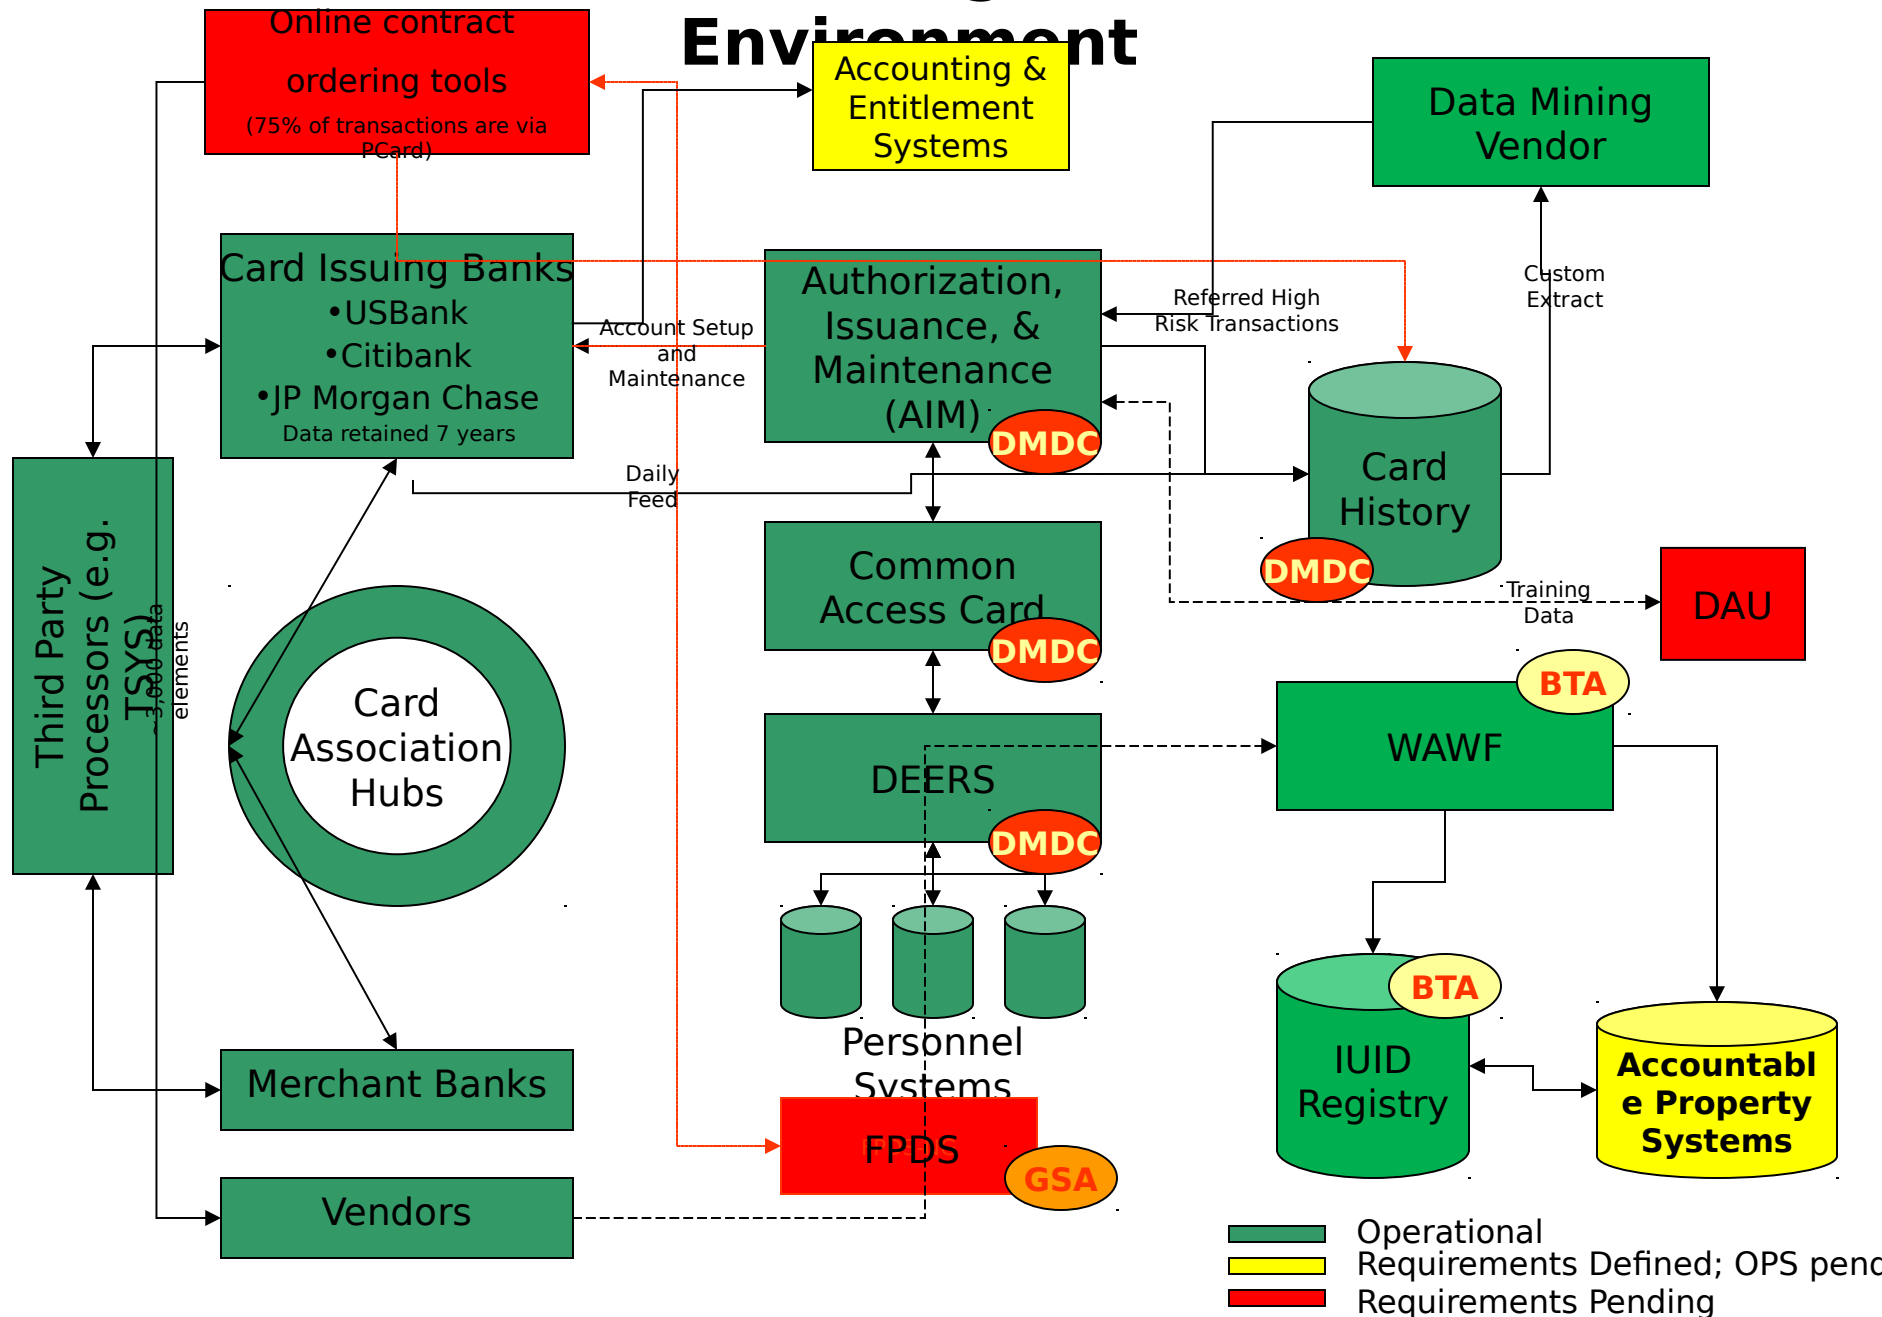 Environment
Online contract
ordering tools
(75% of transactions are via
PCard)
Accounting &
Entitlement
Systems
Data Mining
Vendor
Card Issuing Banks
•USBank
•Citibank
•JP Morgan Chase
Data retained 7 years
Account Setup
and
Maintenance
Authorization,
Issuance, &
Maintenance
(AIM)
DMDC
Referred High
Risk Transactions
Custom
Extract
Daily
Feed
Card
History
DMDC
Third Party
Processors (e.g.
TSYS)
~3,000 data
elements
Common
Access Card
DMDC
Training
Data
DAU
Card
Association
Hubs
DEERS
DMDC
BTA
WAWF
Personnel
Systems
BTA
IUID
Registry
Accountabl
e Property
Systems
Merchant Banks
FPDS
GSA
Vendors
Operational
Requirements Defined; OPS pend
Requirements Pending